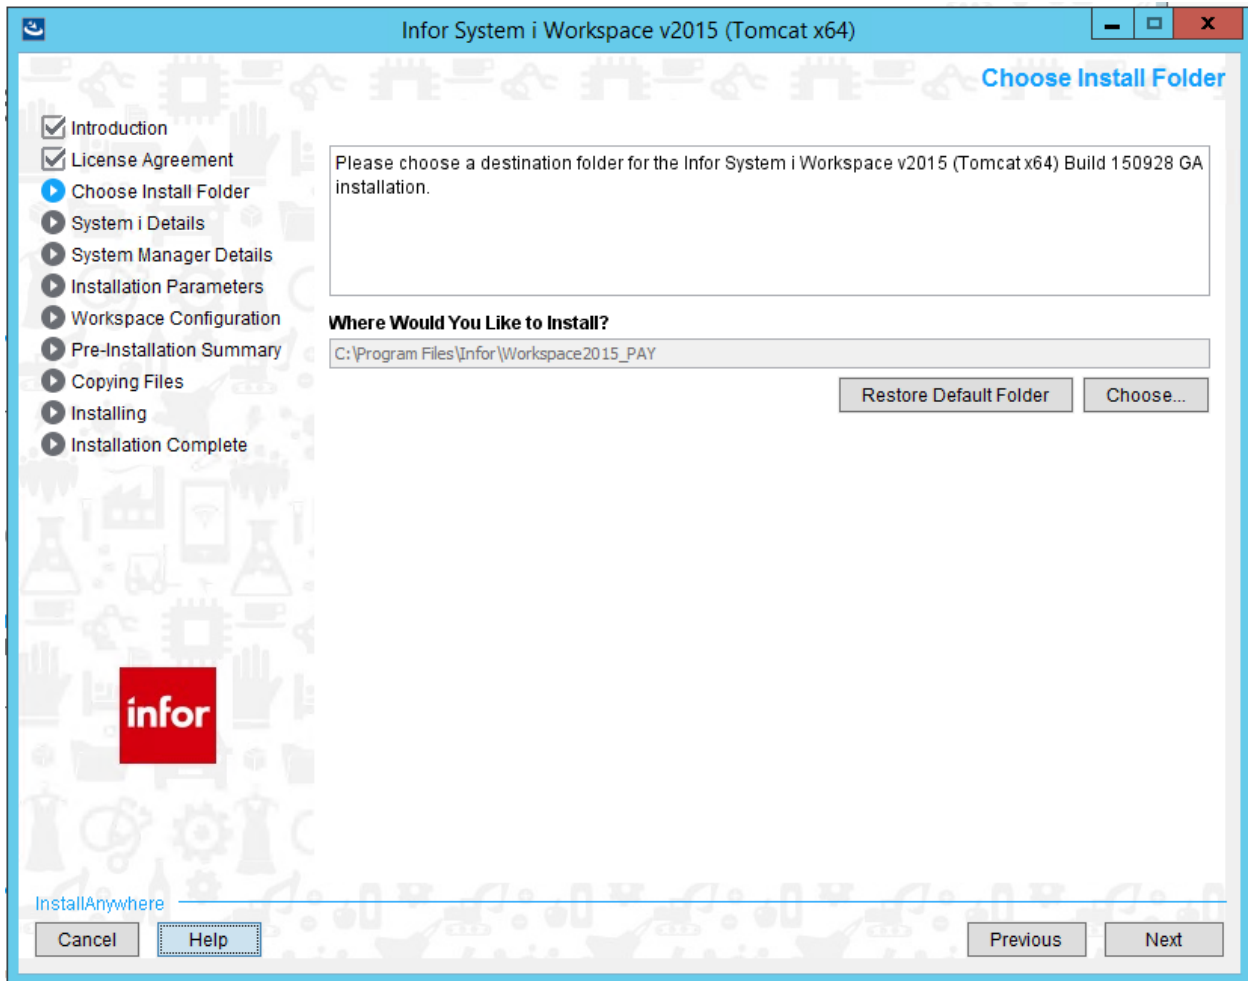 Infor System i Workspace v2015 (Tomcat x64)
Choose Install Folder
Introduction
License Agreement
Choose Install Folder
System i Details
System Manager Details
Installation Parameters
Workspace Configuration
Pre-Installation Summary
Copying Files
Installing
Installation Complete
Please choose a destination folder for the Infor System i Workspace v2015 (Tomcat x64) Build 150928 GA
installation.
Where Would You Like to Install?
C:\Program Files\Infor\Workspace2015_PAY
Restore Default Folder
Choose...
infor
InstallAnywhere
Cancel
Help
Previous
Next